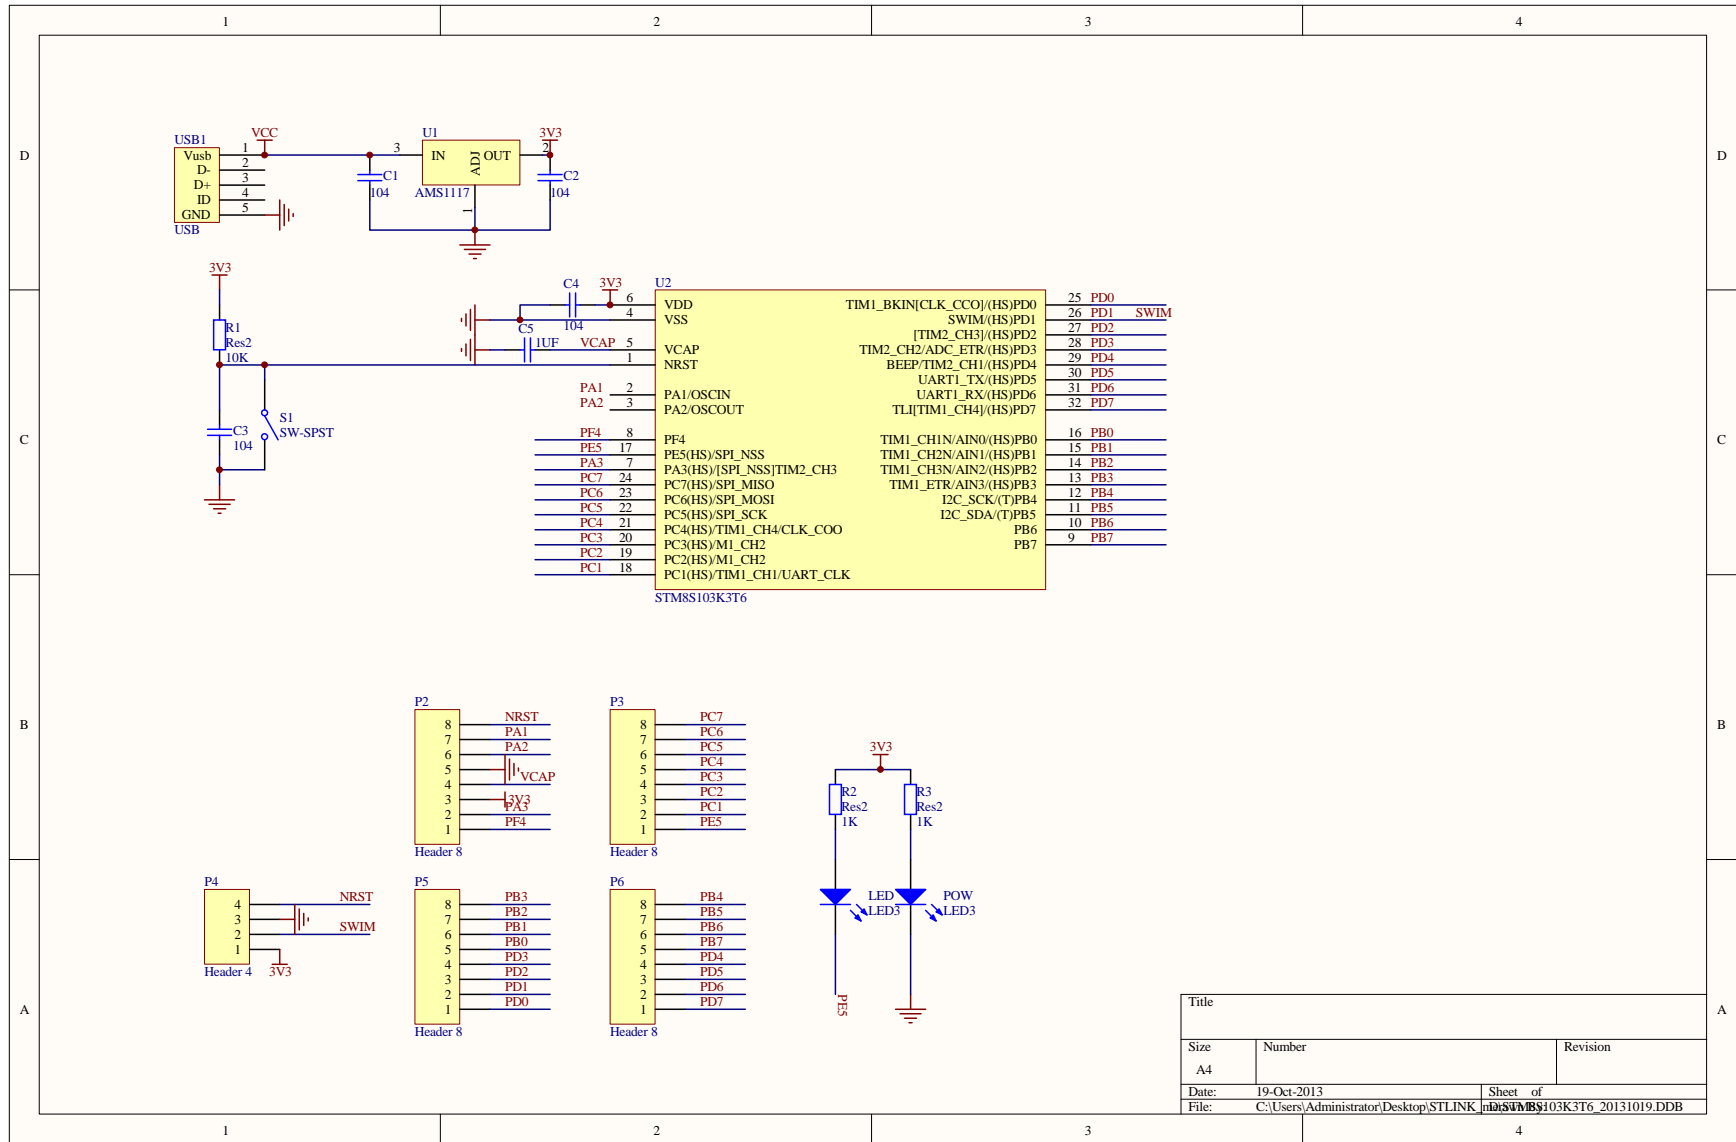 1 2 3 4
D D
USB1
Vusb 1
D- 2
D+ 3
ID 4
GND 5
USB
VCC
3
U1
IN ADJ OUT
AMS1117
1
3V3
2
C1
104
C2
104
3V3
R1
Res2
10K
C3
104
S1
SW-SPST
C4
104
3V3
C5
1UF
VCAP
U2
6 VDD
4 VSS
5 VCAP
1 NRST
PA1 2 PA1/OSCIN
PA2 3 PA2/OSCOUT
PF4 8 PF4
PE5 17 PE5(HS)/SPI_NSS
PA3 7 PA3(HS)/[SPI_NSS]TIM2_CH3
PC7 24 PC7(HS)/SPI_MISO
PC6 23 PC6(HS)/SPI_MOSI
PC5 22 PC5(HS)/SPI_SCK
PC4 21 PC4(HS)/TIM1_CH4/CLK_COO
PC3 20 PC3(HS)/M1_CH2
PC2 19 PC2(HS)/M1_CH2
PC1 18 PC1(HS)/TIM1_CH1/UART_CLK
TIM1_BKIN[CLK_CCO]/(HS)PD0 25 PD0
SWIM/(HS)PD1 26 PD1 SWIM
[TIM2_CH3]/(HS)PD2 27 PD2
TIM2_CH2/ADC_ETR/(HS)PD3 28 PD3
BEEP/TIM2_CH1/(HS)PD4 29 PD4
UART1_TX/(HS)PD5 30 PD5
UART1_RX/(HS)PD6 31 PD6
TLI[TIM1_CH4]/(HS)PD7 32 PD7
TIM1_CH1N/AIN0/(HS)PB0 16 PB0
TIM1_CH2N/AIN1/(HS)PB1 15 PB1
TIM1_CH3N/AIN2/(HS)PB2 14 PB2
TIM1_ETR/AIN3/(HS)PB3 13 PB3
I2C_SCK/(T)PB4 12 PB4
I2C_SDA/(T)PB5 11 PB5
PB6 10 PB6
PB7 9 PB7
STM8S103K3T6
C C
P2
8 NRST
7 PA1
6 PA2
5
4 VCAP
3 3V3
2 PA3
1 PF4
Header 8
P3
8 PC7
7 PC6
6 PC5
5 PC4
4 PC3
3 PC2
2 PC1
1 PE5
Header 8
B B
3V3
R2
Res2
1K
R3
Res2
1K
LED
LED3
POW
LED3
PE5
P4
4 NRST
3
2 SWIM
1
Header 4 3V3
P5
8 PB3
7 PB2
6 PB1
5 PB0
4 PD3
3 PD2
2 PD1
1 PD0
Header 8
P6
8 PB4
7 PB5
6 PB6
5 PB7
4 PD4
3 PD5
2 PD6
1 PD7
Header 8
A A
Title
Size Number Revision
A4
Date: 19-Oct-2013 Sheet of
File: C:\Users\Administrator\Desktop\STLINK 103K3T6_20131019.DDB
1 2 3 4